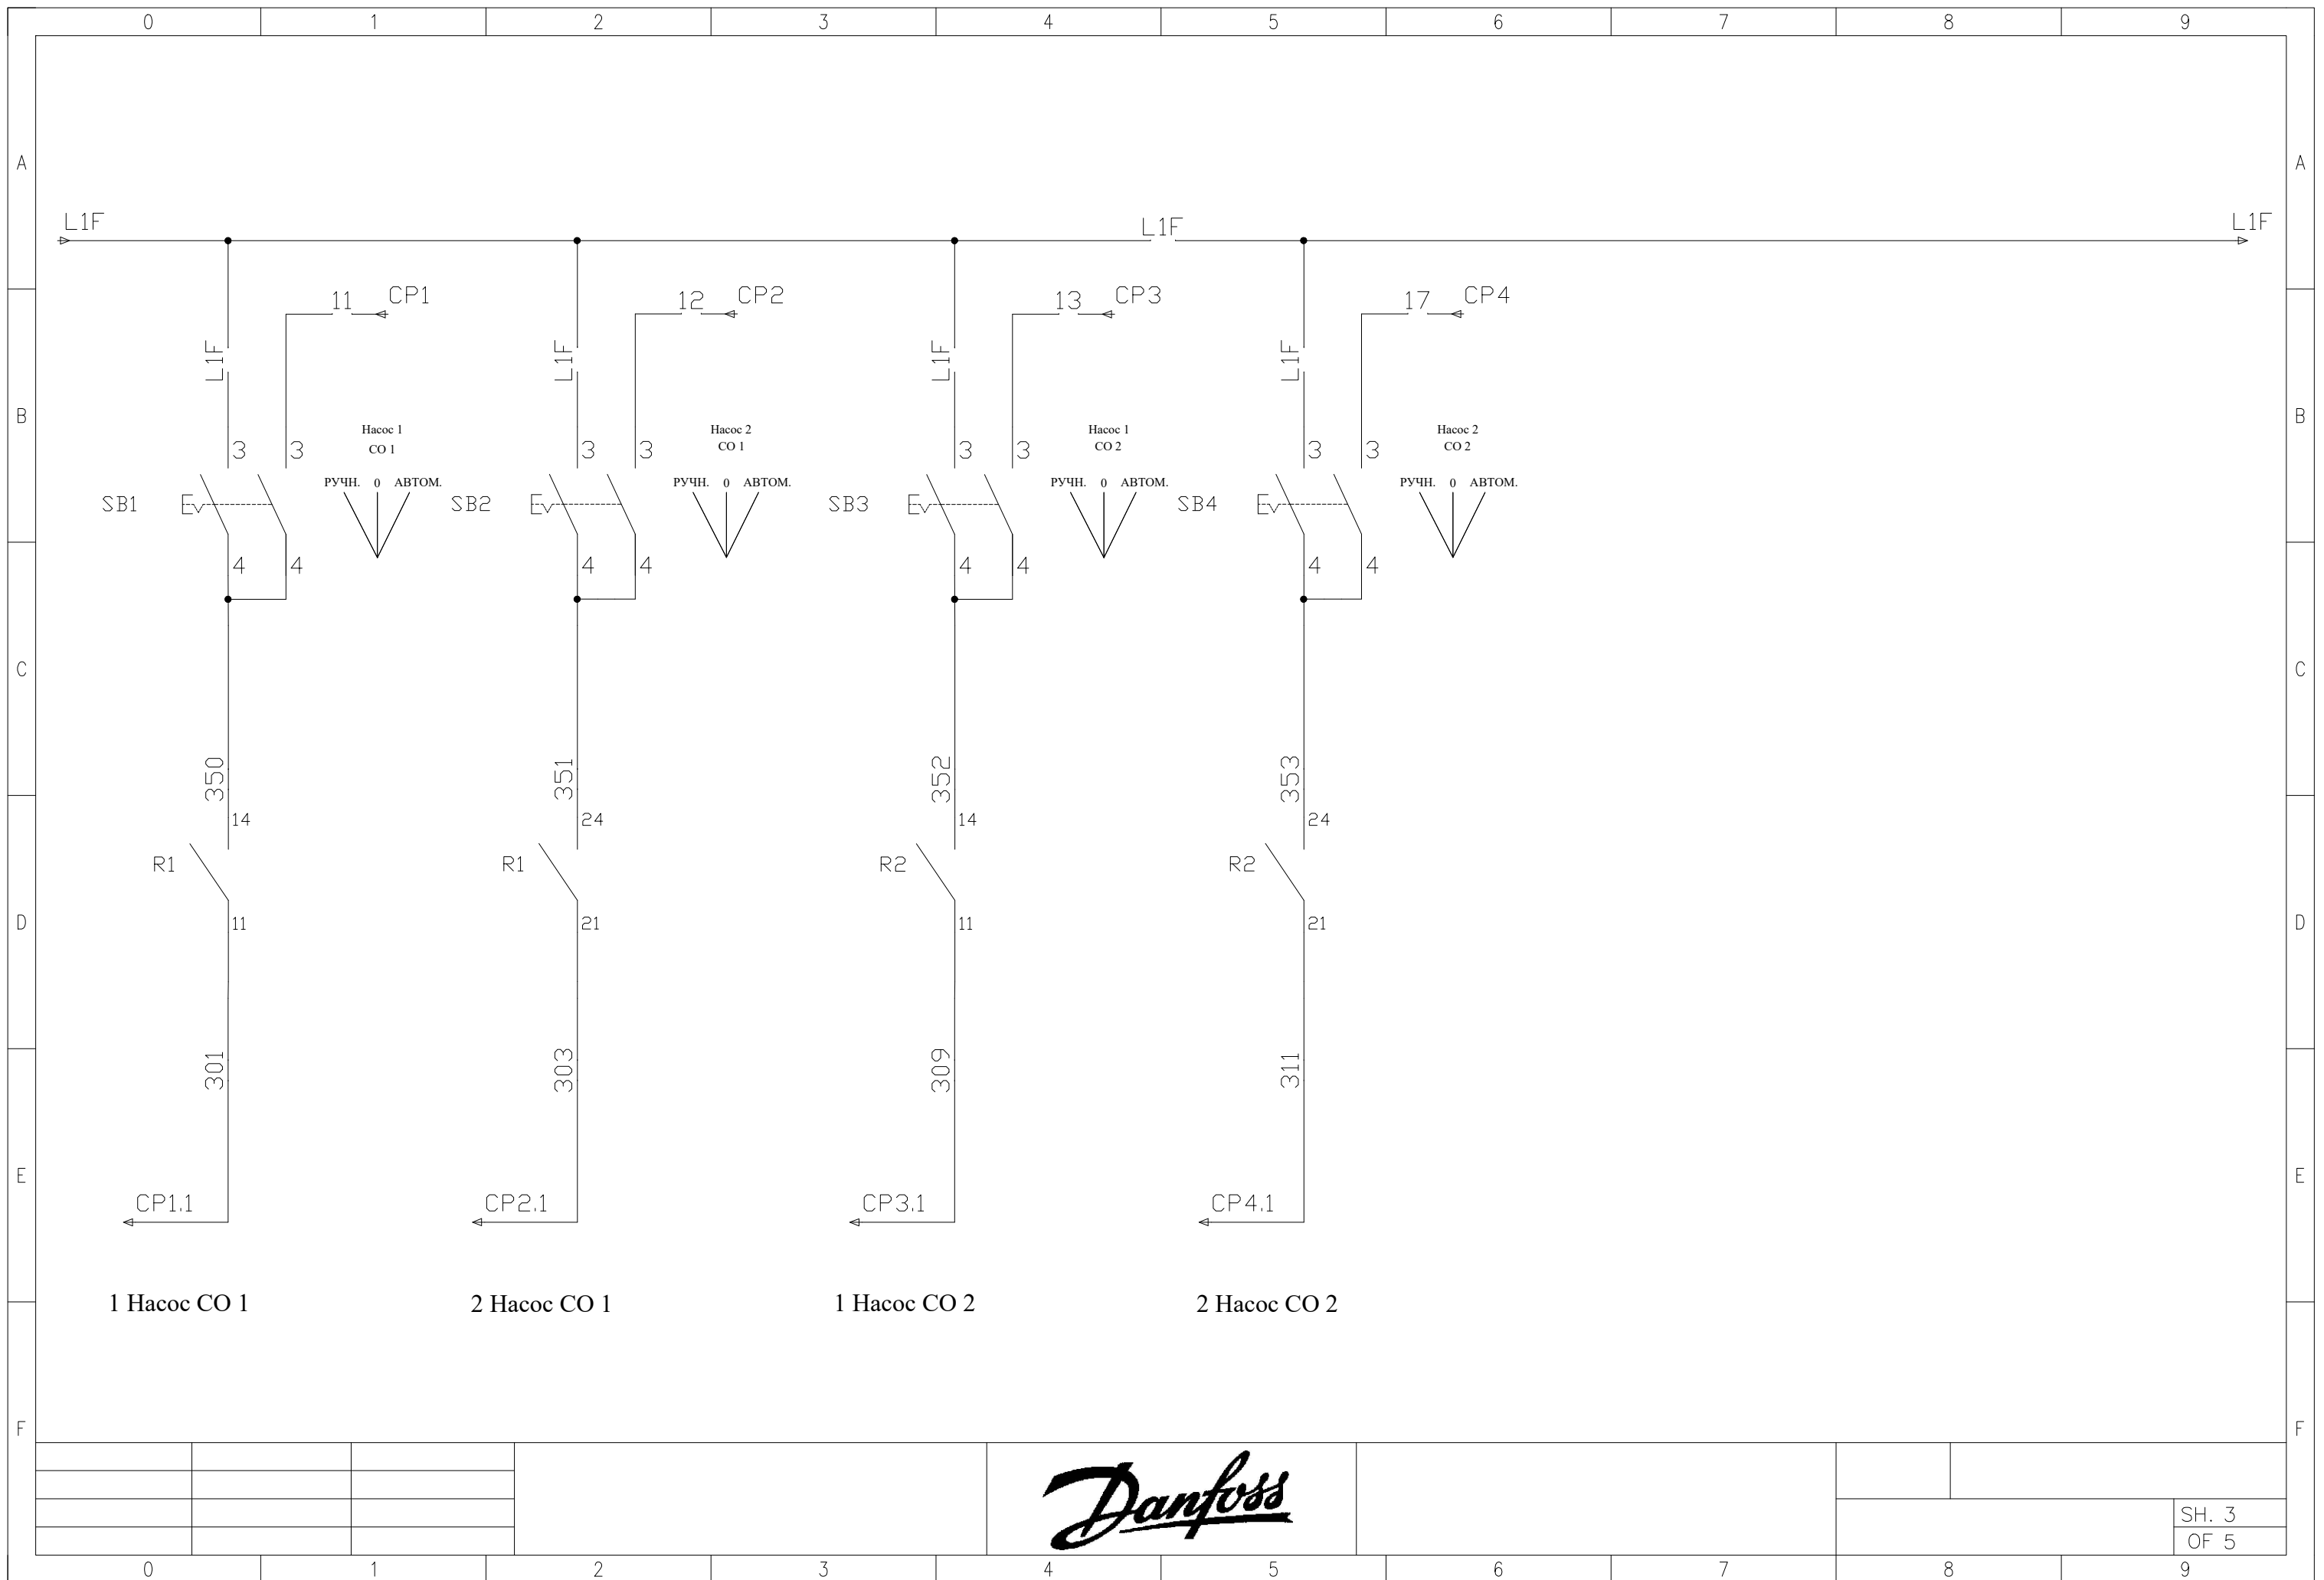 0 1 2 3 4 5 6 7 8 9
A A
L1F L1F L1F
11 CP1 12 CP2 13 CP3 17 CP4
L1F L1F L1F L1F
B B
Насос 1 Насос 2 Насос 1 Насос 2
СО 1 СО 1 СО 2 СО 2
3 3 3 3 3 3 3 3
РУЧН. 0 АВТОМ. РУЧН. 0 АВТОМ. РУЧН. 0 АВТОМ. РУЧН. 0 АВТОМ.
SB1 SB2 SB3 SB4
4 4 4 4 4 4 4 4
C C
350 351 352 353
14 24 14 24
R1 R1 R2 R2
D D
11 21 11 21
301 303 309 311
E E
CP1.1 CP2.1 CP3.1 CP4.1
1 Насос СО 1 2 Насос СО 1 1 Насос СО 2 2 Насос СО 2
F F
Danfoss
SH. 3
OF 5
0 1 2 3 4 5 6 7 8 9